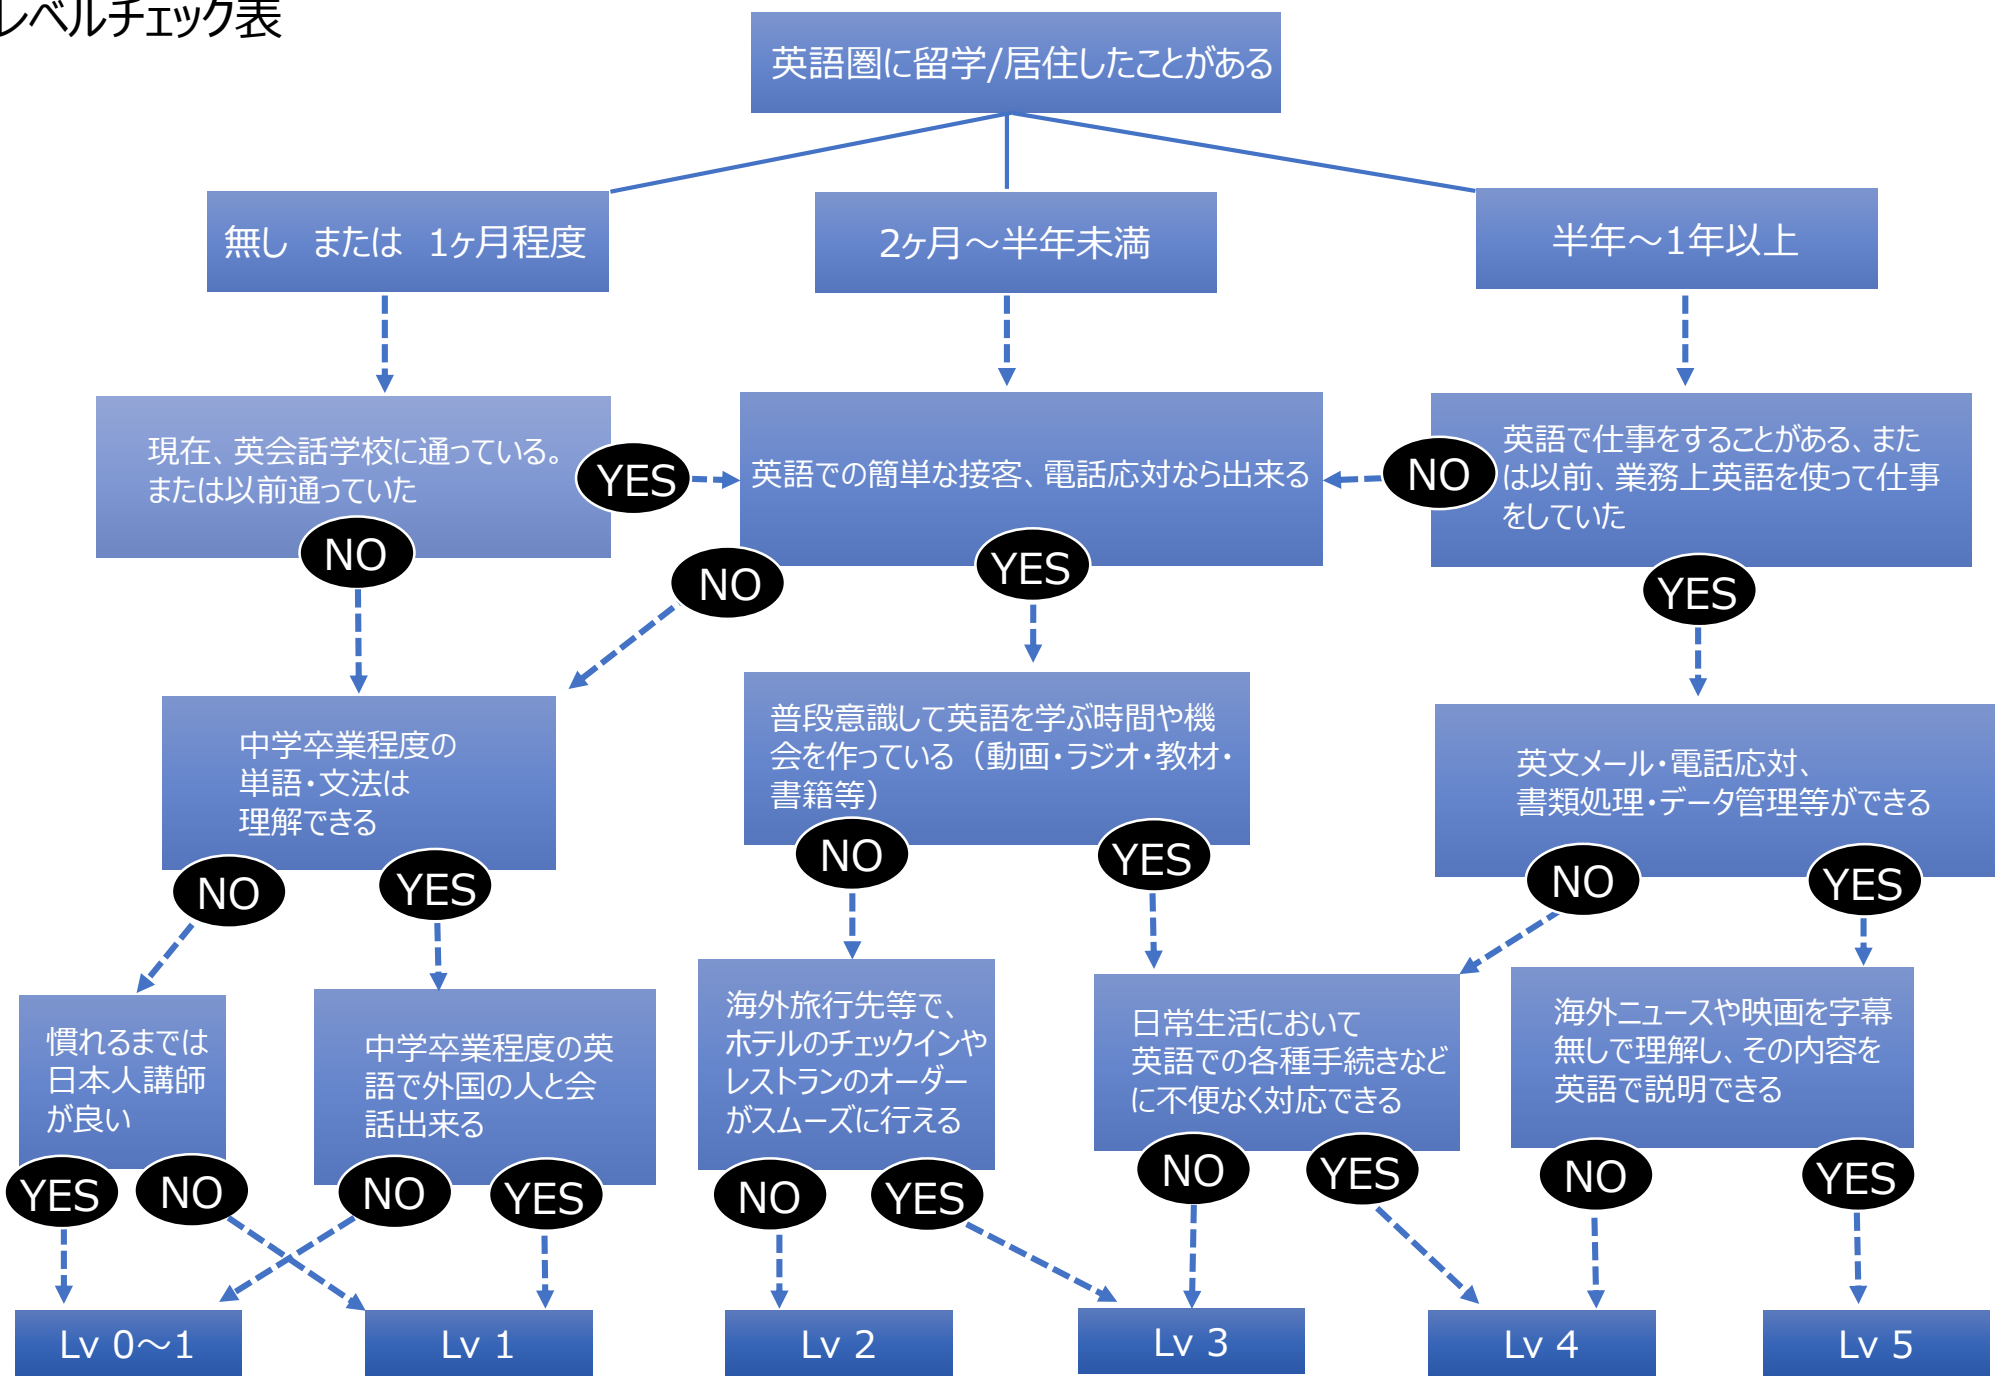 レベルチェック表
英語圏に留学/居住したことがある
無し または 1ヶ月程度
2ヶ月～半年未満
半年～1年以上
現在、英会話学校に通っている。
または以前通っていた
YES
NO
英語での簡単な接客、電話応対なら出来る
NO
YES
英語で仕事をすることがある、また
は以前、業務上英語を使って仕事
をしていた
NO
YES
中学卒業程度の
単語・文法は
理解できる
NO
YES
普段意識して英語を学ぶ時間や機
会を作っている（動画・ラジオ・教材・
書籍等）
NO
YES
英文メール・電話応対、
書類処理・データ管理等ができる
NO
YES
慣れるまでは
日本人講師
が良い
YES
NO
中学卒業程度の英
語で外国の人と会
話出来る
NO
YES
海外旅行先等で、
ホテルのチェックインや
レストランのオーダー
がスムーズに行える
NO
YES
日常生活において
英語での各種手続きなど
に不便なく対応できる
NO
YES
海外ニュースや映画を字幕
無しで理解し、その内容を
英語で説明できる
NO
YES
Lv 0～1
Lv 1
Lv 2
Lv 3
Lv 4
Lv 5